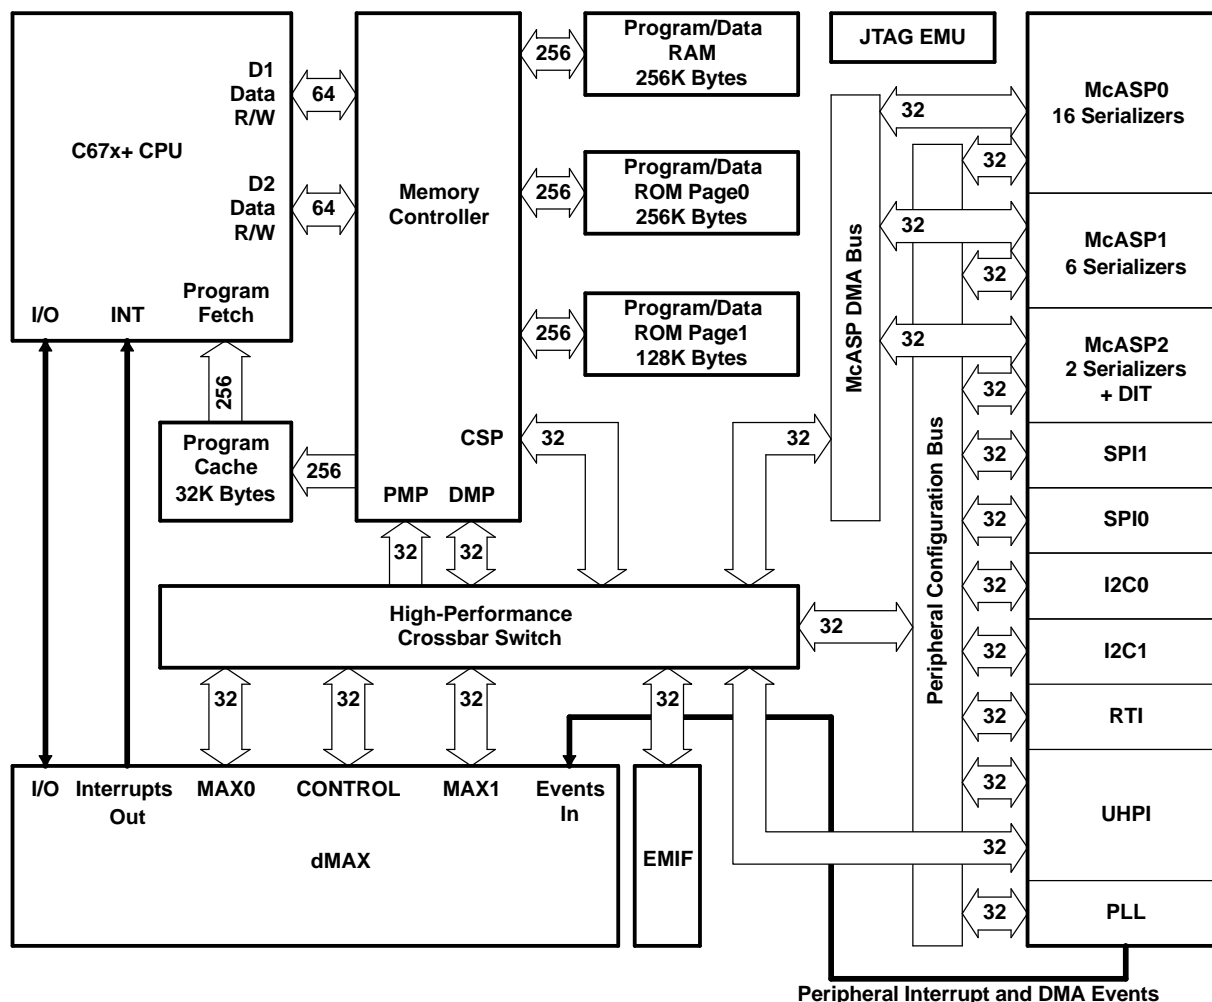 D1
Data
R/W
64
C67x+ CPU
D2
Data
R/W
64
I/O
INT
Program
Fetch
256
Program
Cache
32K Bytes
256
Memory
Controller
CSP
PMP
DMP
256
Program/Data
RAM
256K Bytes
256
Program/Data
ROM Page0
256K Bytes
256
Program/Data
ROM Page1
128K Bytes
32
32
32
32
High-Performance
Crossbar Switch
32
32
32
32
32
I/O
Interrupts
Out
MAX0
CONTROL
MAX1
Events
In
dMAX
EMIF
JTAG EMU
McASP DMA Bus
Peripheral Configuration Bus
32
McASP0
16 Serializers
32
32
McASP1
6 Serializers
32
32
McASP2
2 Serializers
+ DIT
32
32
SPI1
32
SPI0
32
I2C0
32
I2C1
32
RTI
32
UHPI
32
32
PLL
Peripheral Interrupt and DMA Events